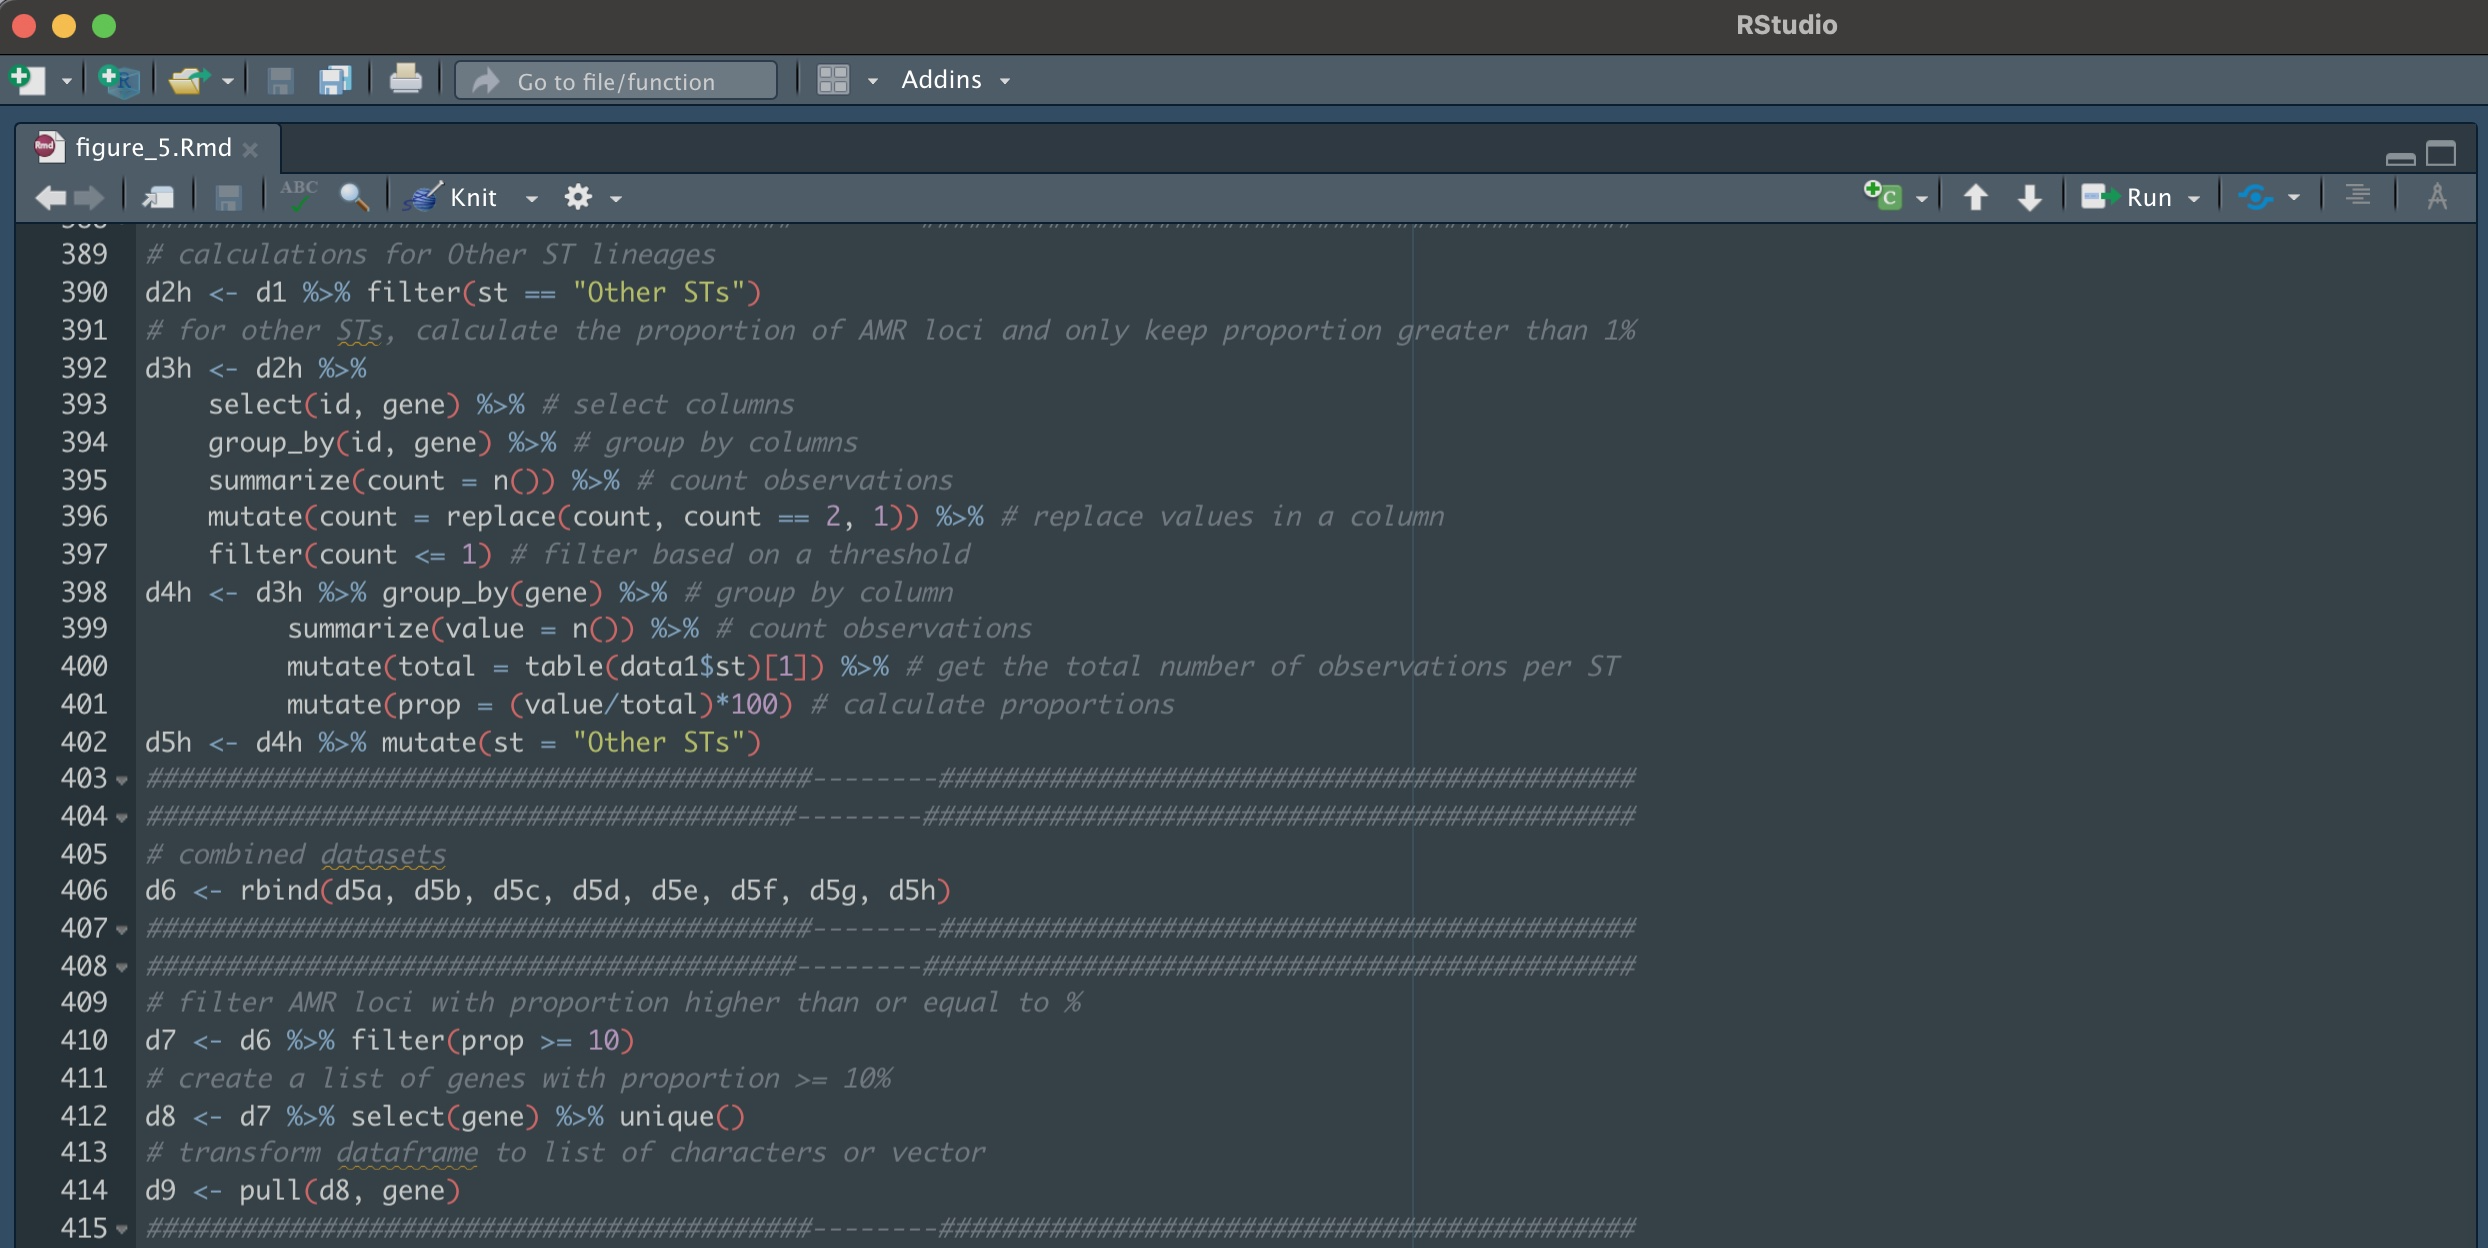 RStudio
Go to file/function
Addins
figure_5.Rmd
ABC
Knit
Run
389 # calculations for Other ST lineages
390 d2h <- d1 %>% filter(st == "Other STs")
391 # for other STs, calculate the proportion of AMR loci and only keep proportion greater than 1%
392 d3h <- d2h %>%
393     select(id, gene) %>% # select columns
394     group_by(id, gene) %>% # group by columns
395     summarize(count = n()) %>% # count observations
396     mutate(count = replace(count, count == 2, 1)) %>% # replace values in a column
397     filter(count <= 1) # filter based on a threshold
398 d4h <- d3h %>% group_by(gene) %>% # group by column
399          summarize(value = n()) %>% # count observations
400          mutate(total = table(data1$st)[1]) %>% # get the total number of observations per ST
401          mutate(prop = (value/total)*100) # calculate proportions
402 d5h <- d4h %>% mutate(st = "Other STs")
403 ##########################################--------############################################
404 #########################################--------#############################################
405 # combined datasets
406 d6 <- rbind(d5a, d5b, d5c, d5d, d5e, d5f, d5g, d5h)
407 ##########################################--------############################################
408 #########################################--------#############################################
409 # filter AMR loci with proportion higher than or equal to %
410 d7 <- d6 %>% filter(prop >= 10)
411 # create a list of genes with proportion >= 10%
412 d8 <- d7 %>% select(gene) %>% unique()
413 # transform dataframe to list of characters or vector
414 d9 <- pull(d8, gene)
415 ##########################################--------############################################